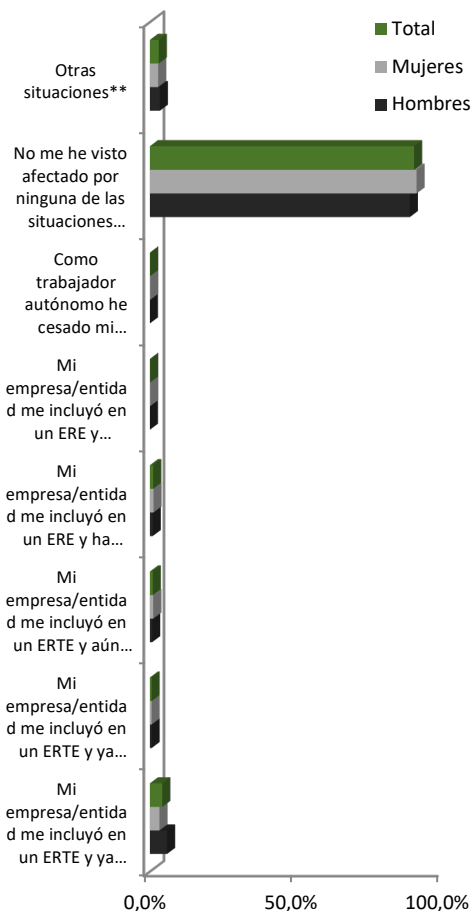 Total
Mujeres
Hombres
Otras
situaciones**
No me he visto
afectado por
ninguna de las
situaciones…
Como
trabajador
autónomo he
cesado mi…
Mi
empresa/entida
d me incluyó en
un ERE y…
Mi
empresa/entida
d me incluyó en
un ERE y ha…
Mi
empresa/entida
d me incluyó en
un ERTE y aún…
Mi
empresa/entida
d me incluyó en
un ERTE y ya…
Mi
empresa/entida
d me incluyó en
un ERTE y ya…
0,0% 50,0% 100,0%